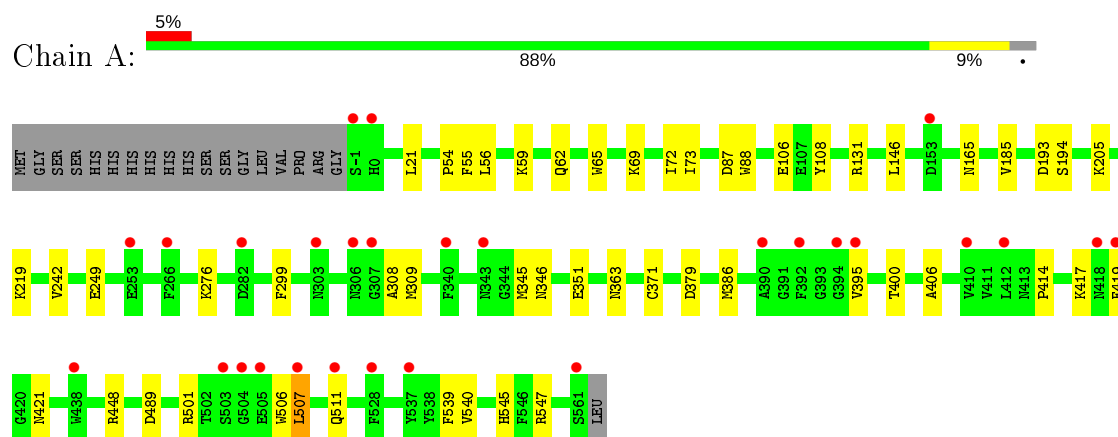 5%
Chain A:
88% 9% .
MET GLY SER SER HIS HIS HIS HIS HIS HIS SER SER GLY LEU VAL PRO ARG GLY S-1 H0 L21 P54 F55 L56 K59 Q62 W65 K69 I72 I73 D87 W88 E106 E107 Y108 R131 L146 D153 N165 V185 D193 S194 K205
K219 V242 E249 E253 F266 K276 D282 F299 N303 N306 G307 A308 M309 F340 N343 G344 M345 N346 E351 N363 C371 D379 M386 A390 G391 F392 G393 G394 V395 T400 A406 V410 V411 L412 N413 P414 K417 N418
G420 N421 W438 R448 D489 R501 T502 S503 G504 E505 W506 L507 Q511 F528 Y537 Y538 F539 V540 H545 F546 R547 S561 LEU